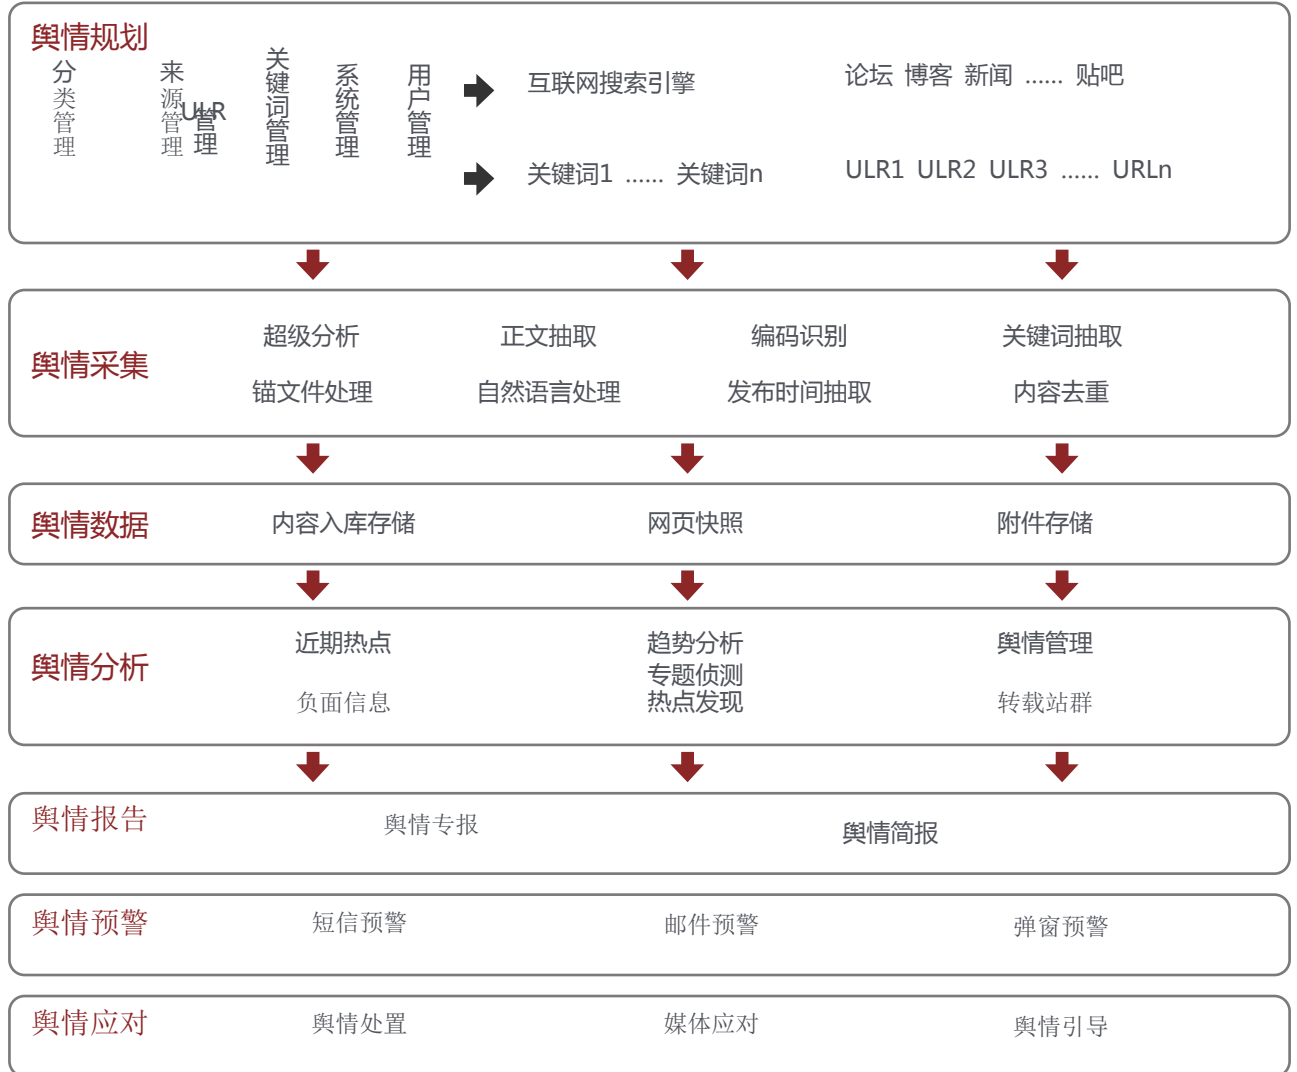 舆情规划
分类管理
来源管理
ULR管理
关键词管理
系统管理
用户管理
互联网搜索引擎
论坛 博客 新闻 …… 贴吧
关键词1 …… 关键词n
ULR1 ULR2 ULR3 …… URLn
舆情采集
超级分析 正文抽取 编码识别 关键词抽取
锚文件处理 自然语言处理 发布时间抽取 内容去重
舆情数据
内容入库存储 网页快照 附件存储
舆情分析
近期热点 趋势分析 舆情管理
专题侦测
负面信息 热点发现 转载站群
舆情报告
舆情专报 舆情简报
舆情预警
短信预警 邮件预警 弹窗预警
舆情应对
舆情处置 媒体应对 舆情引导